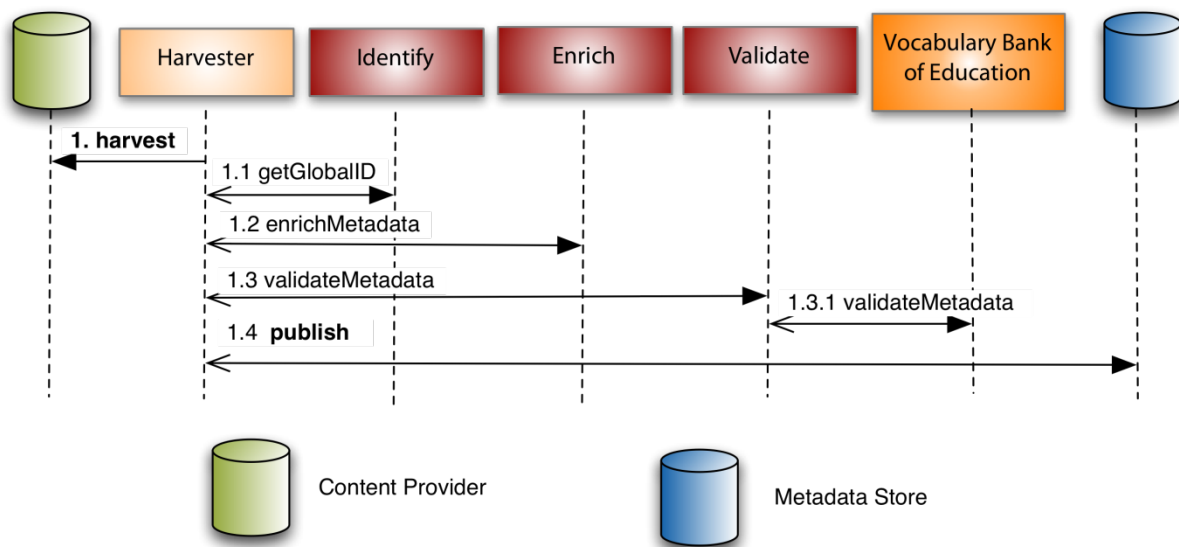 Harvester
Identify
Enrich
Validate
Vocabulary Bank
of Education
1. harvest
1.1 getGlobalID
1.2 enrichMetadata
1.3 validateMetadata
1.3.1 validateMetadata
1.4 publish
Content Provider
Metadata Store